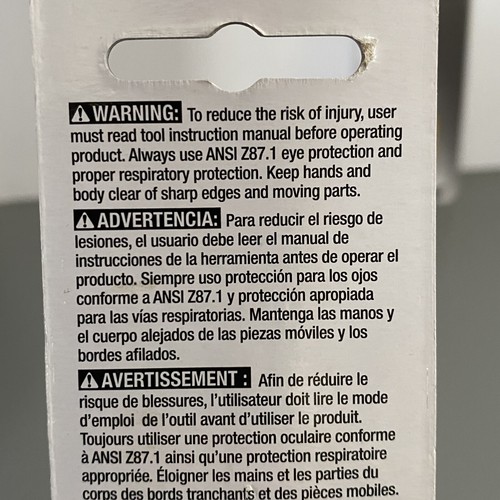 ⚠ WARNING: To reduce the risk of injury, user
must read tool instruction manual before operating
product. Always use ANSI Z87.1 eye protection and
proper respiratory protection. Keep hands and
body clear of sharp edges and moving parts.
⚠ ADVERTENCIA: Para reducir el riesgo de
lesiones, el usuario debe leer el manual de
instrucciones de la herramienta antes de operar el
producto. Siempre uso protección para los ojos
conforme a ANSI Z87.1 y protección apropiada
para las vías respiratorias. Mantenga las manos y
el cuerpo alejados de las piezas móviles y los
bordes afilados.
⚠ AVERTISSEMENT : Afin de réduire le
risque de blessures, l'utilisateur doit lire le mode
d'emploi de l'outil avant d'utiliser le produit.
Toujours utiliser une protection oculaire conforme
à ANSI Z87.1 ainsi qu'une protection respiratoire
appropriée. Éloigner les mains et les parties du
corps des bords tranchants et des pièces mobiles.